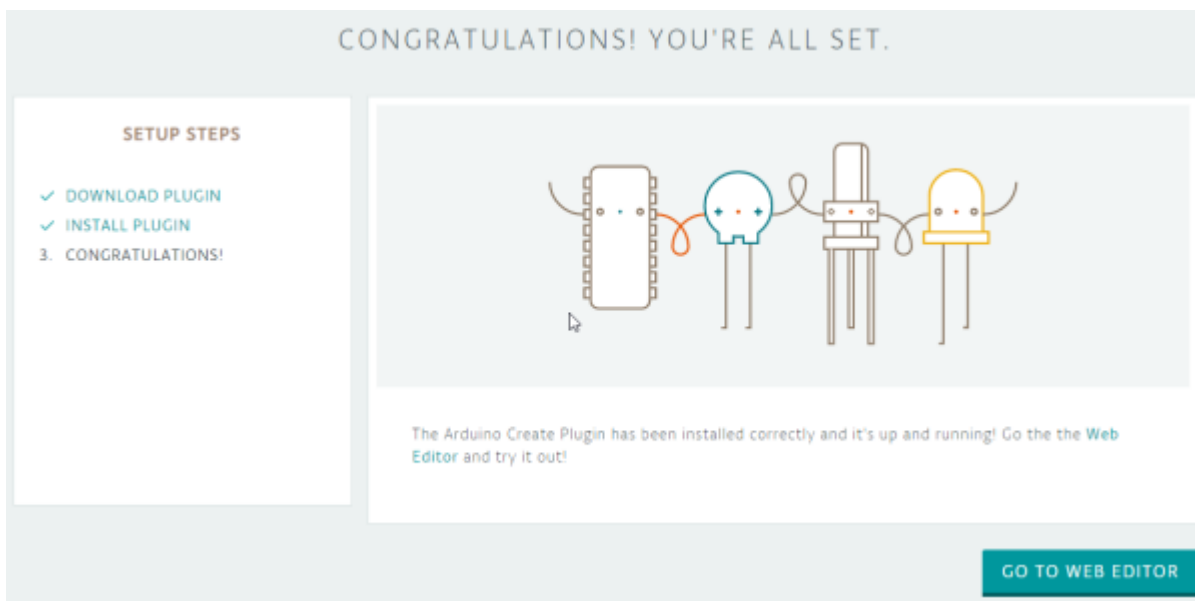 CONGRATULATIONS! YOU'RE ALL SET.
SETUP STEPS
DOWNLOAD PLUGIN
INSTALL PLUGIN
3. CONGRATULATIONS!
The Arduino Create Plugin has been installed correctly and it's up and running! Go the the Web
Editor and try it out!
GO TO WEB EDITOR